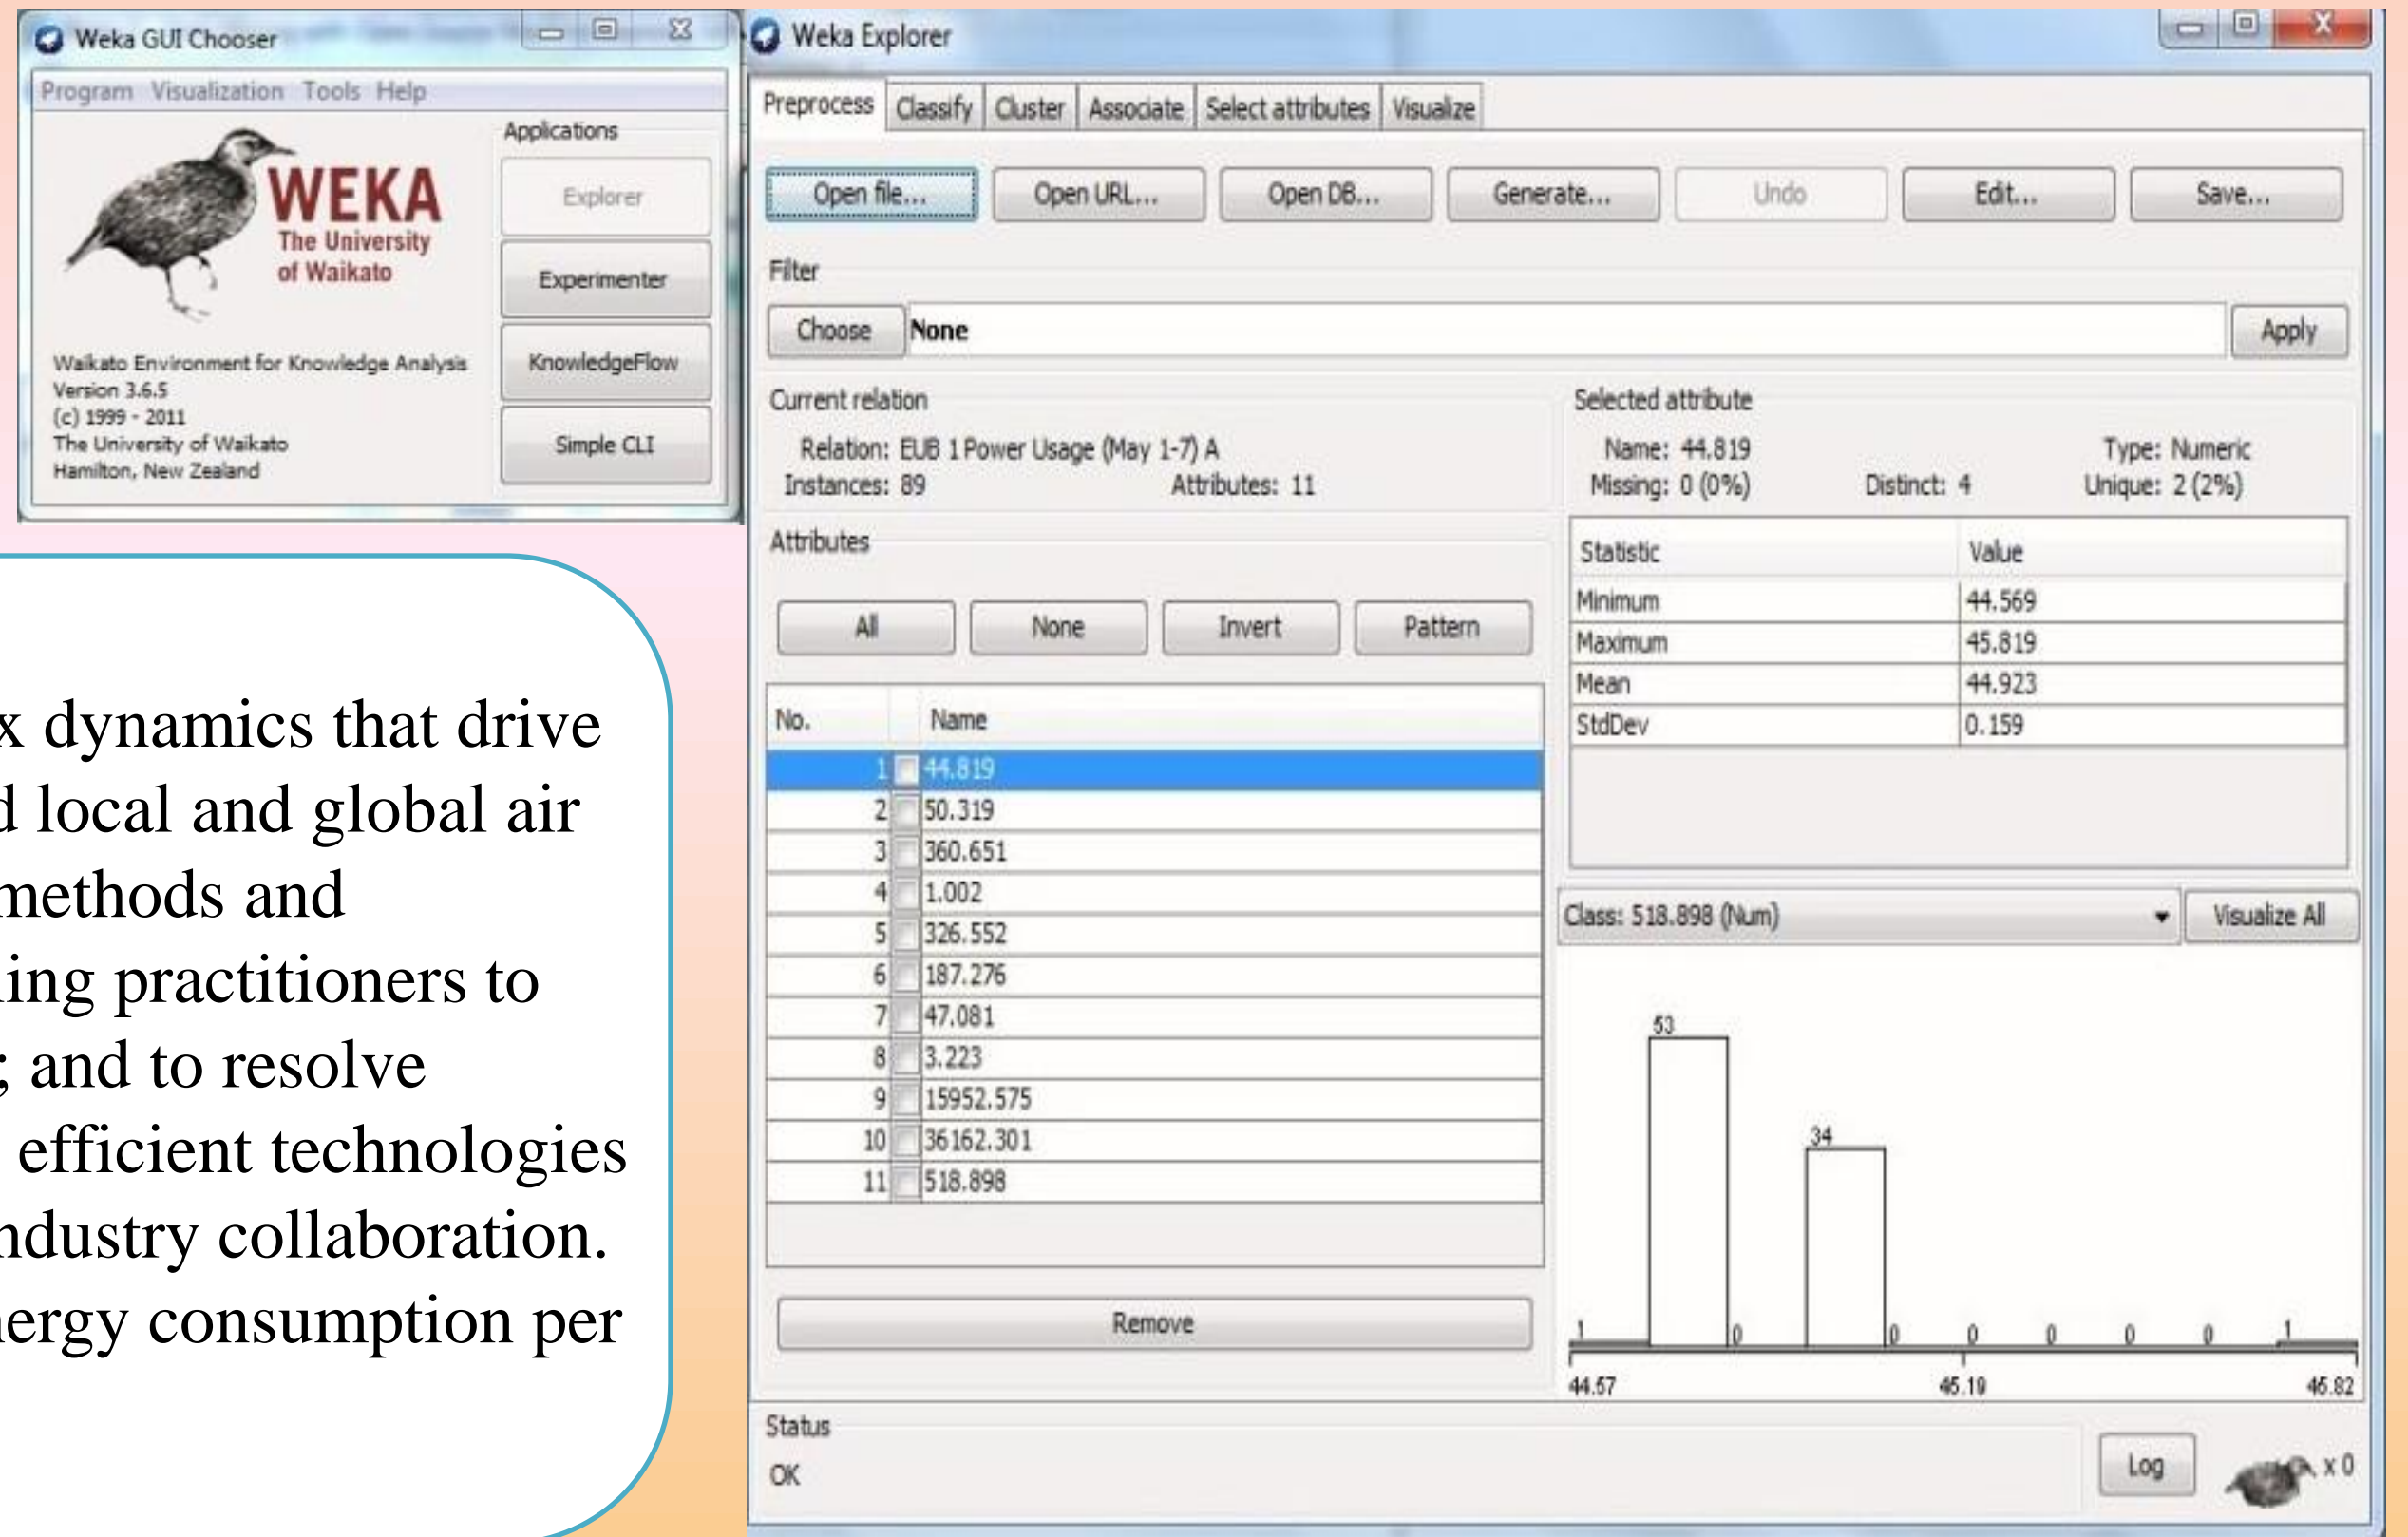 Weka GUI Chooser
Program Visualization Tools Help
WEKA
The University
of Waikato
Waikato Environment for Knowledge Analysis
Version 3.6.5
(c) 1999 - 2011
The University of Waikato
Hamilton, New Zealand
Applications
Explorer
Experimenter
KnowledgeFlow
Simple CLI
x dynamics that drive
d local and global air
methods and
ling practitioners to
; and to resolve
efficient technologies
ndustry collaboration.
nergy consumption per
Weka Explorer
Preprocess Classify Cluster Associate Select attributes Visualize
Open file... Open URL... Open DB... Generate... Undo Edit... Save...
Filter
Choose None Apply
Current relation
Relation: EUB 1 Power Usage (May 1-7) A
Instances: 89 Attributes: 11
Attributes
All None Invert Pattern
No. Name
1 44.819
2 50.319
3 360.651
4 1.002
5 326.552
6 187.276
7 47.081
8 3.223
9 15952.575
10 36162.301
11 518.898
Remove
Selected attribute
Name: 44.819 Type: Numeric
Missing: 0 (0%) Distinct: 4 Unique: 2 (2%)
Statistic Value
Minimum 44.569
Maximum 45.819
Mean 44.923
StdDev 0.159
Class: 518.898 (Num) Visualize All
53
34
1 0 0 0 0 0 0 1
44.57 45.19 45.82
Status
OK
Log x 0